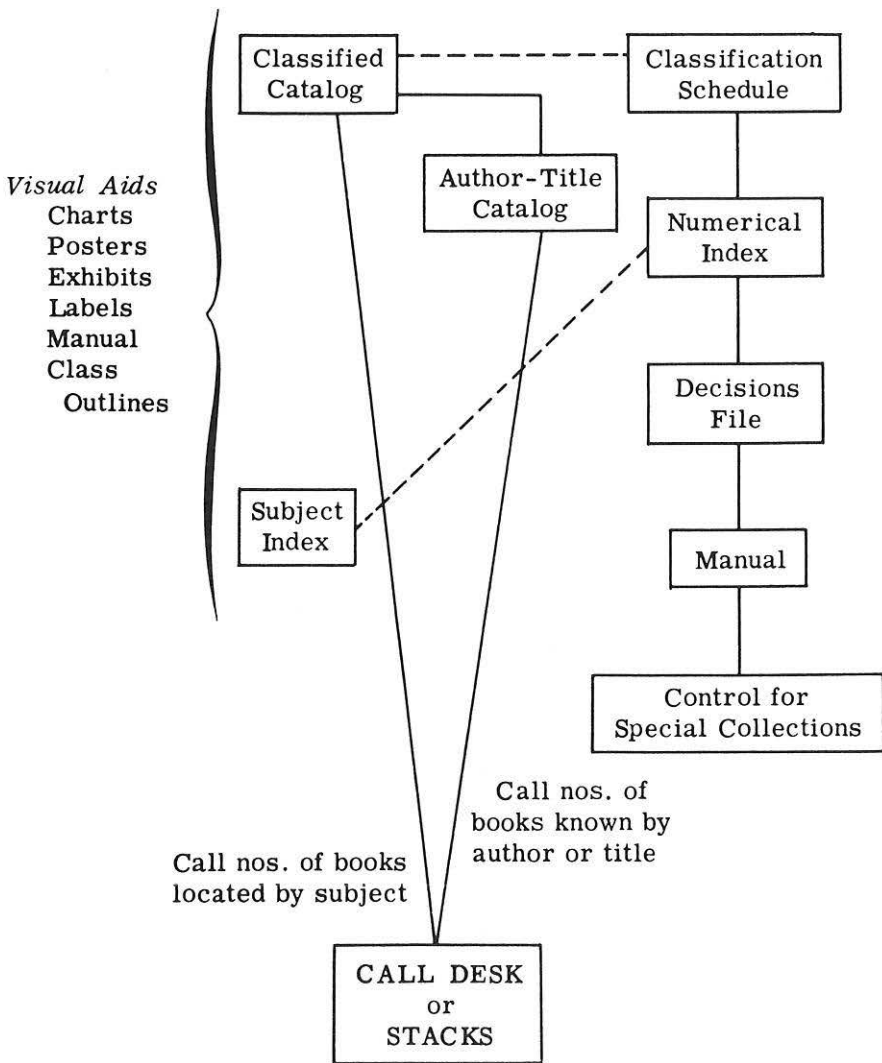 Classified
Catalog
Classification
Schedule
Author-Title
Catalog
Visual Aids
Charts
Posters
Exhibits
Labels
Manual
Class
Outlines
Numerical
Index
Decisions
File
Subject
Index
Manual
Control for
Special Collections
Call nos. of
books known by
author or title
Call nos. of books
located by subject
CALL DESK
or
STACKS